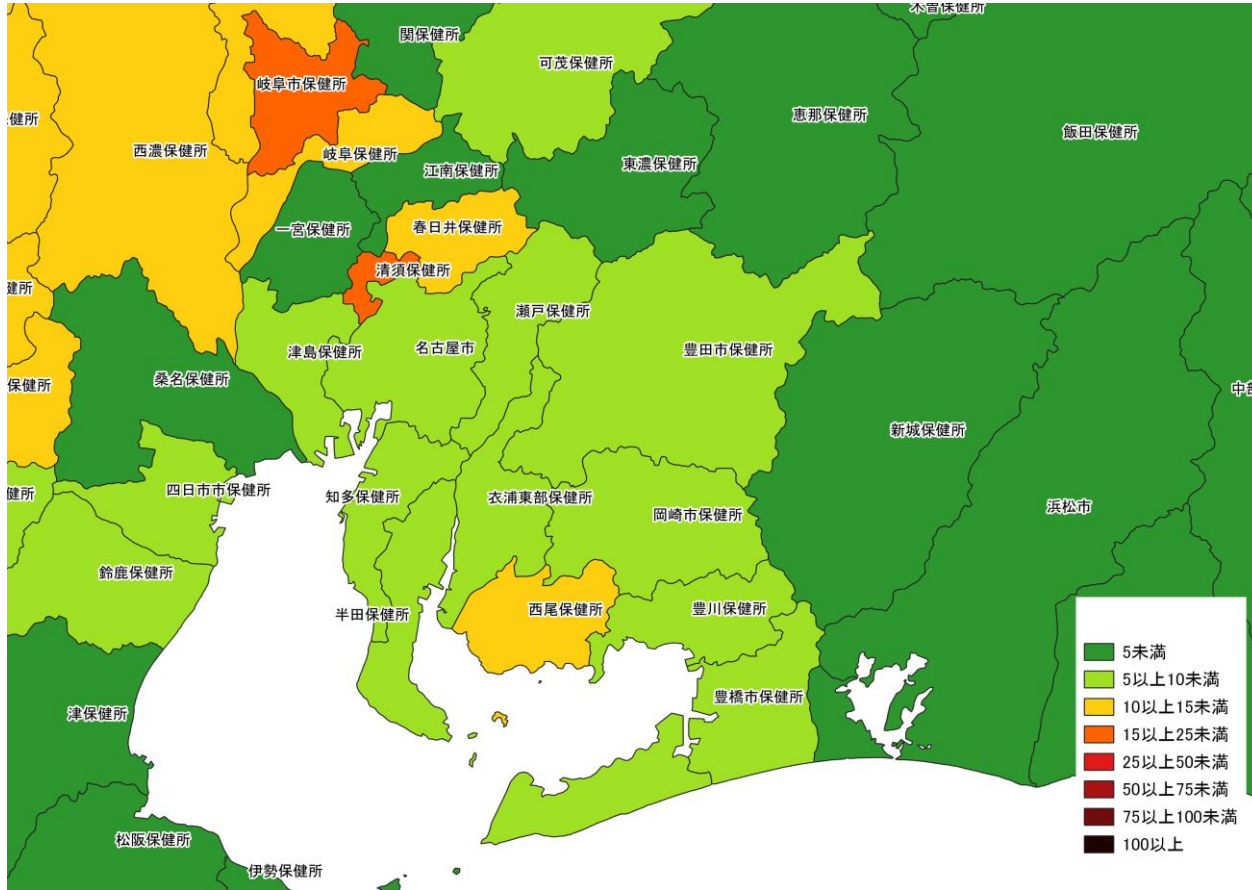 木曽保健所
関保健所
可茂保健所
岐阜市保健所
恵那保健所
保健所
飯田保健所
西濃保健所
岐阜保健所
東濃保健所
江南保健所
一宮保健所
春日井保健所
清須保健所
健所
瀬戸保健所
津島保健所
名古屋市
豊田市保健所
桑名保健所
保健所
中部
新城保健所
四日市市保健所
健所
知多保健所
衣浦東部保健所
岡崎市保健所
浜松市
鈴鹿保健所
半田保健所
西尾保健所
豊川保健所
豊橋市保健所
津保健所
松阪保健所
伊勢保健所
5未満
5以上10未満
10以上15未満
15以上25未満
25以上50未満
50以上75未満
75以上100未満
100以上